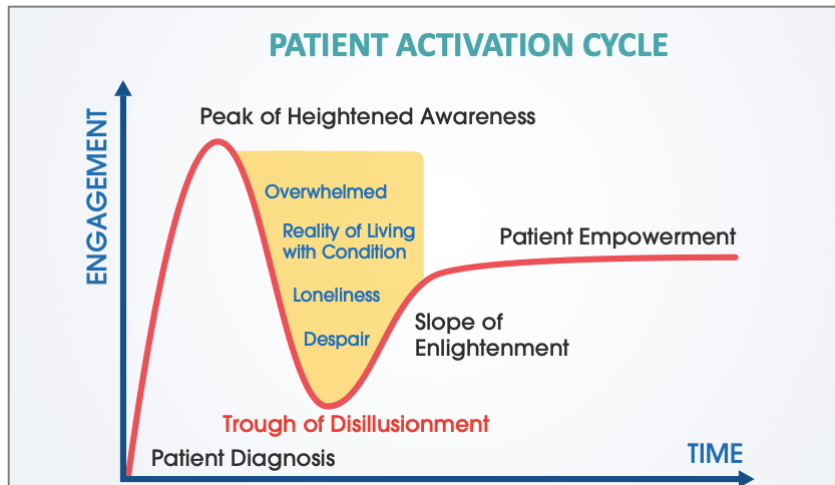 PATIENT ACTIVATION CYCLE
ENGAGEMENT
Peak of Heightened Awareness
Overwhelmed
Reality of Living
with Condition
Loneliness
Despair
Patient Empowerment
Slope of
Enlightenment
Trough of Disillusionment
Patient Diagnosis
TIME